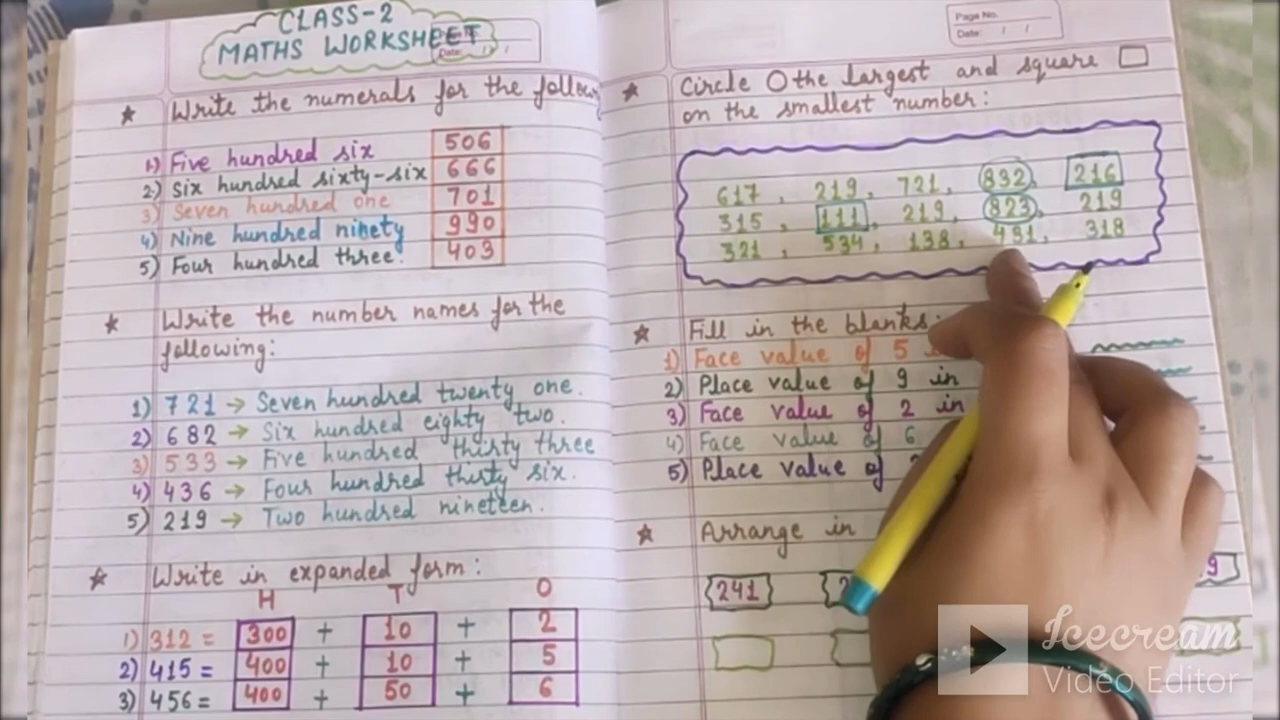 CLASS-2
MATHS WORKSHEET
Write the numerals for the
1) Five hundred six 506
2) Six hundred sixty-six 666
3) Seven hundred one 701
4) Nine hundred ninety 990
5) Four hundred three. 403
Write the number names for the
following:
1) 721 → Seven hundred twenty one.
2) 682 → Six hundred eighty two.
3) 533 → Five hundred thirty three
4) 436 → Four hundred thirty six.
5) 219 → Two hundred nineteen.
Write in expanded form:
H T O
1) 312 = 300 + 10 + 2
2) 415 = 400 + 10 + 5
3) 456 = 400 + 50 + 6
Page No.
Date: / /
Circle O the largest and square □
on the smallest number:
617, 219, 721, 892, 216
315, 111, 219, 823, 219
321, 534, 138, 431, 318
Fill in the blanks:
1) Face value of 5
2) Place value of 9 in
3) Face value of 2 in
4) Face value of 6
5) Place value of
Arrange in
241
Icecream
Video Editor